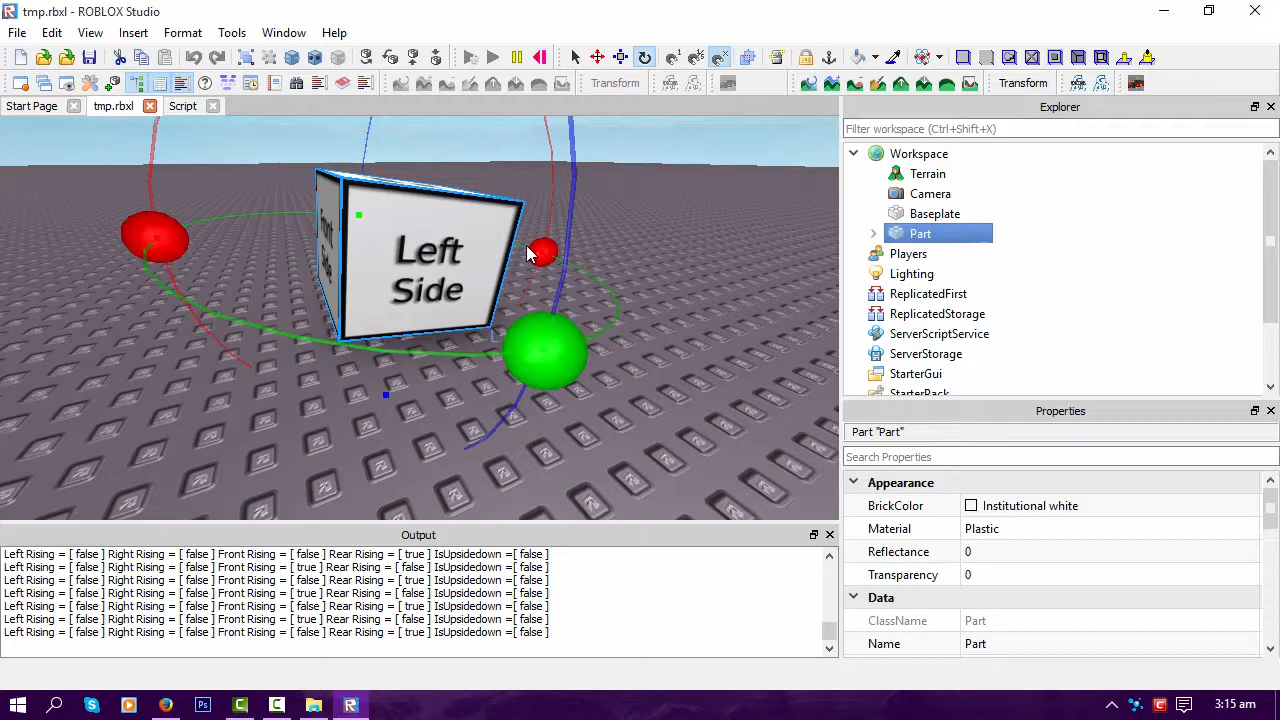 tmp.rbxl - ROBLOX Studio
File Edit View Insert Format Tools Window Help
Transform Transform
Start Page tmp.rbxl Script
Explorer
Filter workspace (Ctrl+Shift+X)
Workspace
Terrain
Camera
Baseplate
Part
Players
Lighting
ReplicatedFirst
ReplicatedStorage
ServerScriptService
ServerStorage
StarterGui
StarterPack
Front Side
Left
Side
Properties
Part "Part"
Search Properties
Appearance
BrickColor Institutional white
Material Plastic
Reflectance 0
Transparency 0
Data
ClassName Part
Name Part
Output
Left Rising = [ false ] Right Rising = [ false ] Front Rising = [ false ] Rear Rising = [ true ] IsUpsidedown =[ false ]
Left Rising = [ false ] Right Rising = [ false ] Front Rising = [ true ] Rear Rising = [ false ] IsUpsidedown =[ false ]
Left Rising = [ false ] Right Rising = [ false ] Front Rising = [ false ] Rear Rising = [ true ] IsUpsidedown =[ false ]
Left Rising = [ false ] Right Rising = [ false ] Front Rising = [ true ] Rear Rising = [ false ] IsUpsidedown =[ false ]
Left Rising = [ false ] Right Rising = [ false ] Front Rising = [ false ] Rear Rising = [ true ] IsUpsidedown =[ false ]
Left Rising = [ false ] Right Rising = [ false ] Front Rising = [ true ] Rear Rising = [ false ] IsUpsidedown =[ false ]
Left Rising = [ false ] Right Rising = [ false ] Front Rising = [ false ] Rear Rising = [ true ] IsUpsidedown =[ false ]
3:15 am